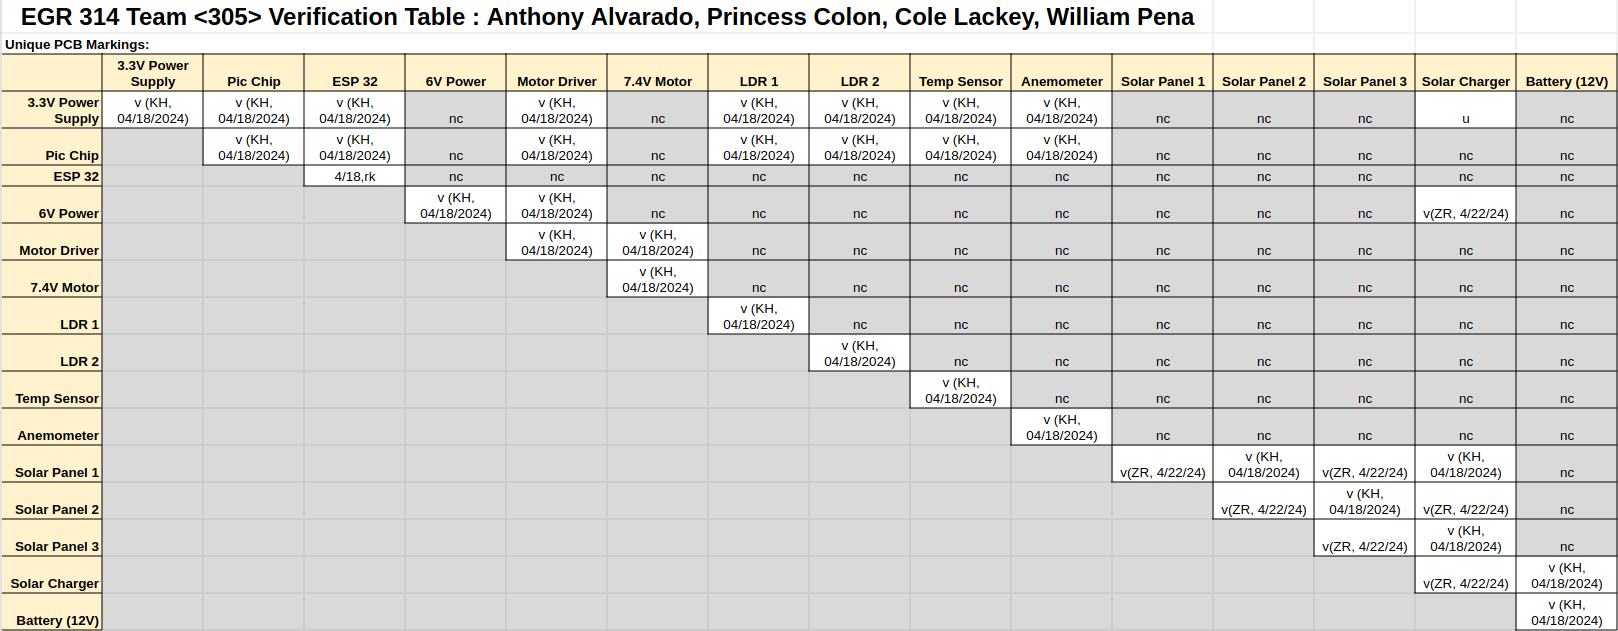 EGR 314 Team <305> Verification Table : Anthony Alvarado, Princess Colon, Cole Lackey, William Pena
Unique PCB Markings:
3.3V Power Supply Pic Chip ESP 32 6V Power Motor Driver 7.4V Motor LDR 1 LDR 2 Temp Sensor Anemometer Solar Panel 1 Solar Panel 2 Solar Panel 3 Solar Charger Battery (12V)
3.3V Power Supply v (KH, 04/18/2024) v (KH, 04/18/2024) v (KH, 04/18/2024) nc v (KH, 04/18/2024) nc v (KH, 04/18/2024) v (KH, 04/18/2024) v (KH, 04/18/2024) v (KH, 04/18/2024) nc nc nc u nc
Pic Chip v (KH, 04/18/2024) v (KH, 04/18/2024) nc v (KH, 04/18/2024) nc v (KH, 04/18/2024) v (KH, 04/18/2024) v (KH, 04/18/2024) v (KH, 04/18/2024) nc nc nc nc nc
ESP 32 4/18,rk nc nc nc nc nc nc nc nc nc nc nc nc
6V Power v (KH, 04/18/2024) v (KH, 04/18/2024) nc nc nc nc nc nc nc nc v(ZR, 4/22/24) nc
Motor Driver v (KH, 04/18/2024) v (KH, 04/18/2024) nc nc nc nc nc nc nc nc nc
7.4V Motor v (KH, 04/18/2024) nc nc nc nc nc nc nc nc nc
LDR 1 v (KH, 04/18/2024) nc nc nc nc nc nc nc nc
LDR 2 v (KH, 04/18/2024) nc nc nc nc nc nc nc
Temp Sensor v (KH, 04/18/2024) nc nc nc nc nc nc
Anemometer v (KH, 04/18/2024) nc nc nc nc nc
Solar Panel 1 v(ZR, 4/22/24) v (KH, 04/18/2024) v(ZR, 4/22/24) v (KH, 04/18/2024) nc
Solar Panel 2 v(ZR, 4/22/24) v (KH, 04/18/2024) v(ZR, 4/22/24) nc
Solar Panel 3 v(ZR, 4/22/24) v (KH, 04/18/2024) nc
Solar Charger v(ZR, 4/22/24) v (KH, 04/18/2024)
Battery (12V) v (KH, 04/18/2024)